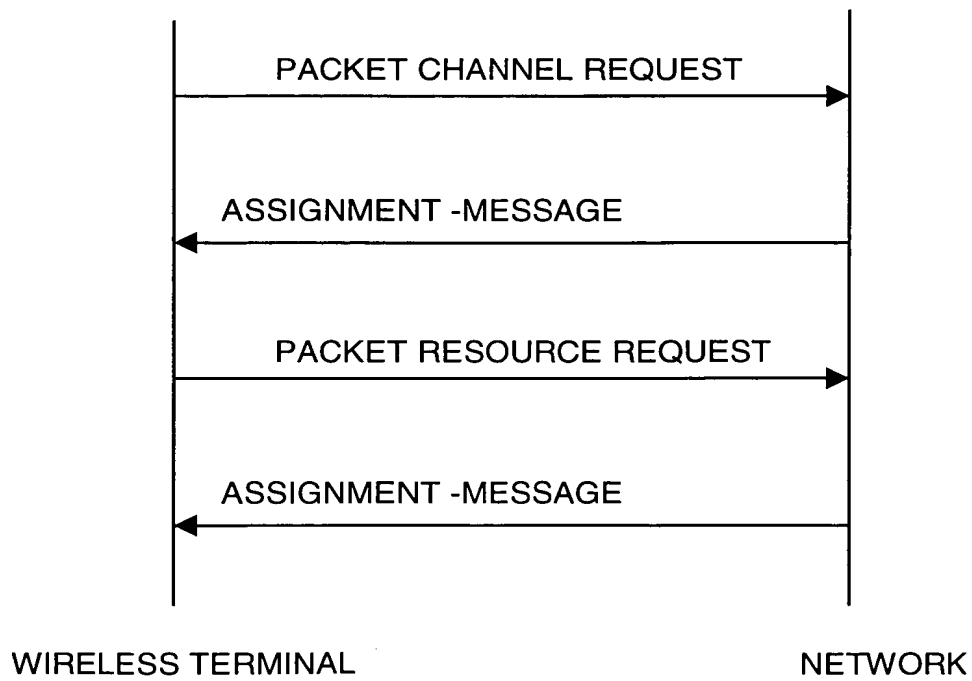 PACKET CHANNEL REQUEST
ASSIGNMENT -MESSAGE
PACKET RESOURCE REQUEST
ASSIGNMENT -MESSAGE
WIRELESS TERMINAL
NETWORK